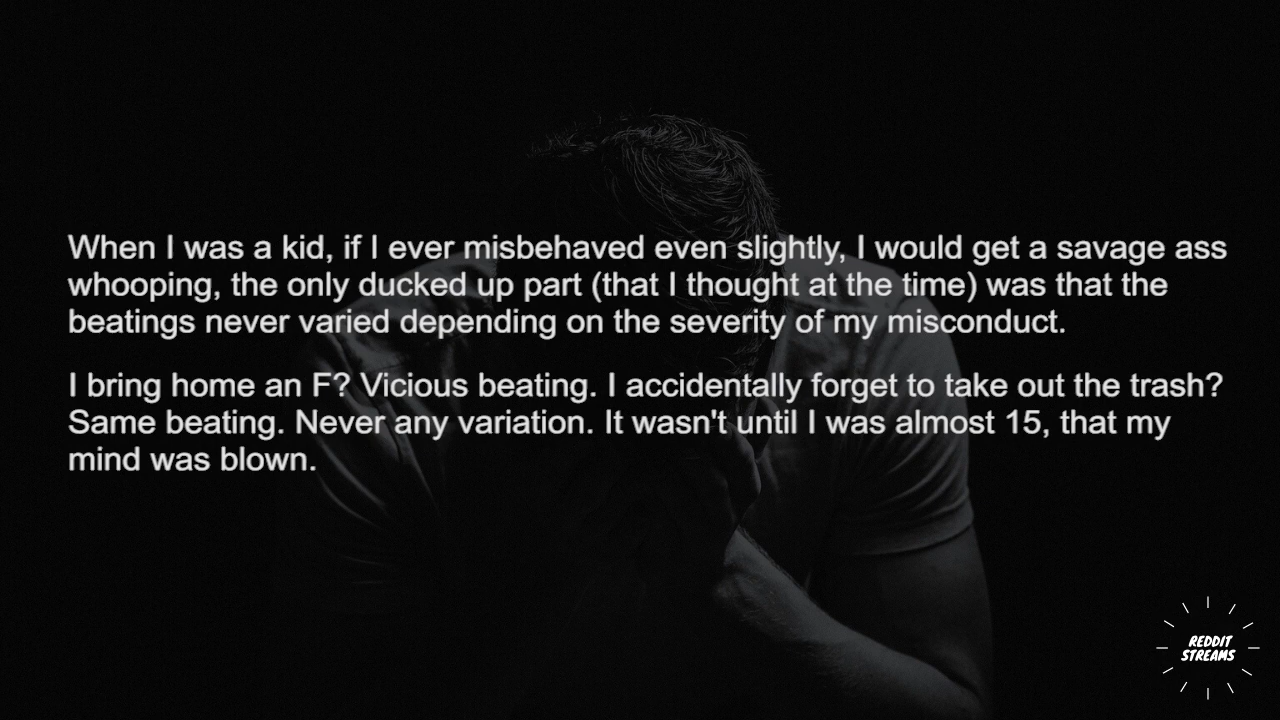 When I was a kid, if I ever misbehaved even slightly, I would get a savage ass
whooping, the only ducked up part (that I thought at the time) was that the
beatings never varied depending on the severity of my misconduct.
I bring home an F? Vicious beating. I accidentally forget to take out the trash?
Same beating. Never any variation. It wasn't until I was almost 15, that my
mind was blown.
REDDIT
STREAMS